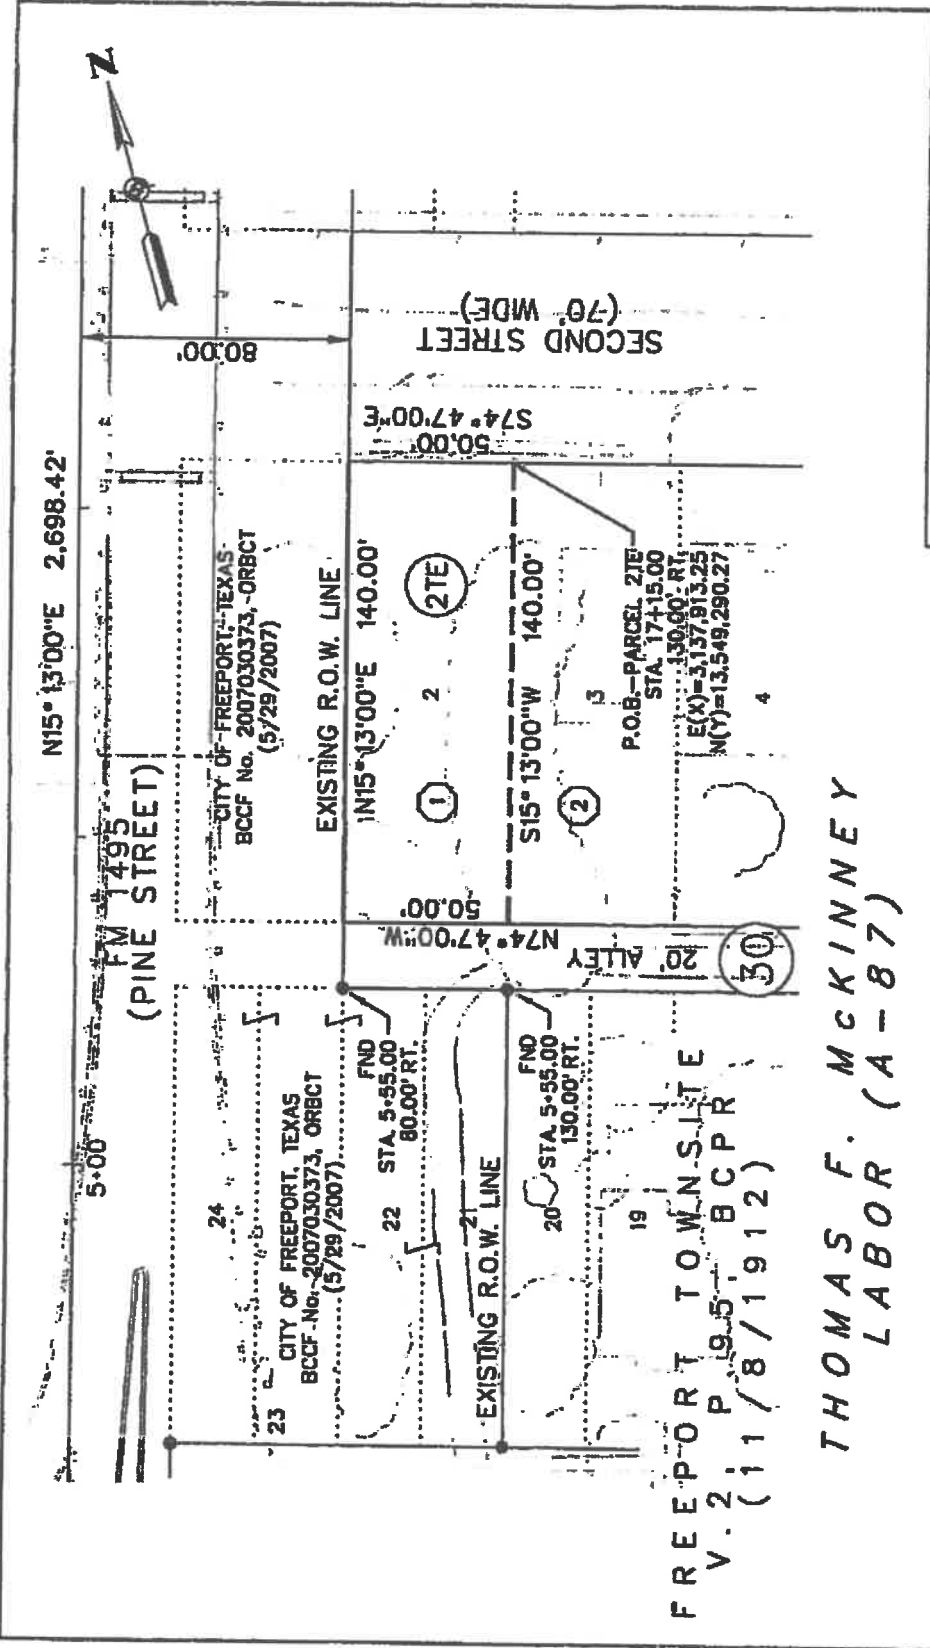 N
N15°13'00"E 2,698.42'
5+00
FM 1495
(PINE STREET)
80.00'
CITY OF FREEPORT, TEXAS
BCCF No. 2007030373, ORBCT
(5/29/2007)
EXISTING R.O.W. LINE
N15°13'00"E 140.00'
2TE
2
1
S15°13'00"W 140.00'
2
3
P.O.B.-PARCEL 2TE
STA. 17+15.00
130.00' RT.
E(X)=3,137,913.25
N(Y)=13,549,290.27
4
SECOND STREET
(70' WIDE)
S74°47'00"E
50.00'
50.00'
N74°47'00"W
20' ALLEY
30
24
23
CITY OF FREEPORT, TEXAS
BCCF No. 2007030373, ORBCT
(5/29/2007)
FND
STA. 5+55.00
80.00' RT.
22
21
EXISTING R.O.W. LINE
FND
STA. 5+55.00
130.00' RT.
20
19
FREEPORT TOWNSITE
V. 2, P. 95, BCPR
(11/8/1912)
THOMAS F. McKINNEY
LABOR (A-87)